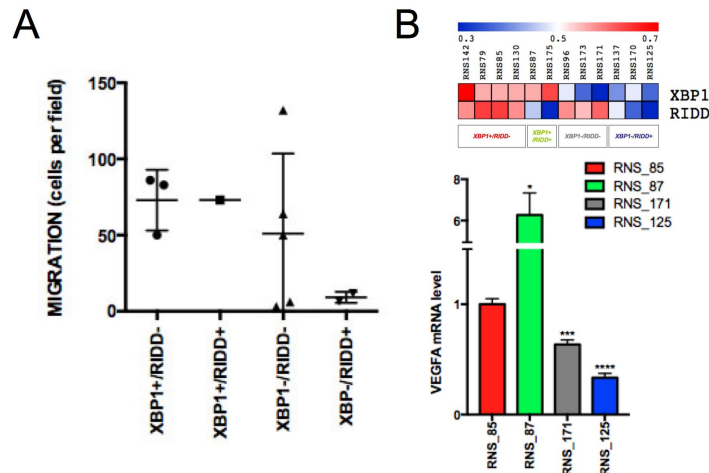 A
MIGRATION (cells per field)
150
100
50
0
XBP1+/RIDD-
XBP1+/RIDD+
XBP1-/RIDD-
XBP-/RIDD+
B
0.3
0.5
0.7
RNS142
RNS79
RNS85
RNS130
RNS87
RNS175
RNS96
RNS173
RNS171
RNS137
RNS170
RNS125
XBP1
RIDD
XBP1+/RIDD-
XBP1+
/RIDD+
XBP1-/RIDD-
XBP1-/RIDD+
RNS_85
RNS_87
RNS_171
RNS_125
VEGFA mRNA level
8
6
1
0
*
***
****
RNS_85
RNS_87
RNS_171
RNS_125